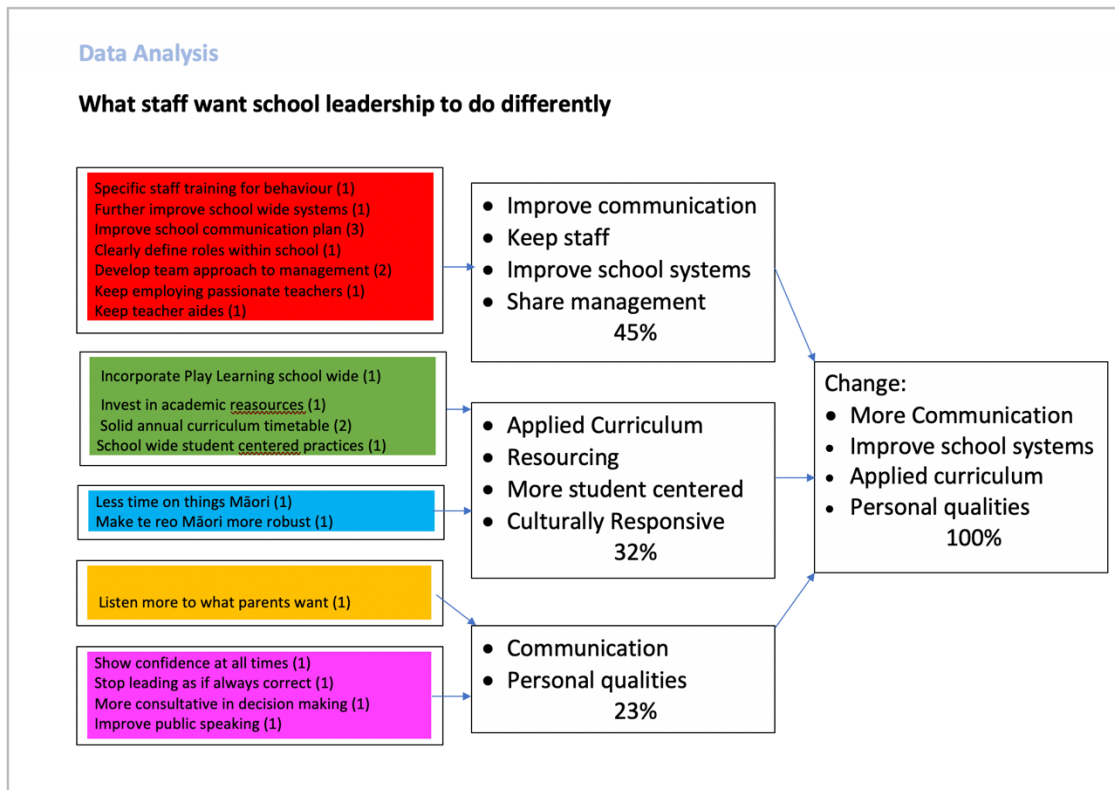 Data Analysis
What staff want school leadership to do differently
Specific staff training for behaviour (1)
Further improve school wide systems (1)
Improve school communication plan (3)
Clearly define roles within school (1)
Develop team approach to management (2)
Keep employing passionate teachers (1)
Keep teacher aides (1)
Incorporate Play Learning school wide (1)
Invest in academic reasources (1)
Solid annual curriculum timetable (2)
School wide student centered practices (1)
Less time on things Māori (1)
Make te reo Māori more robust (1)
Listen more to what parents want (1)
Show confidence at all times (1)
Stop leading as if always correct (1)
More consultative in decision making (1)
Improve public speaking (1)
• Improve communication
• Keep staff
• Improve school systems
• Share management
45%
• Applied Curriculum
• Resourcing
• More student centered
• Culturally Responsive
32%
• Communication
• Personal qualities
23%
Change:
• More Communication
• Improve school systems
• Applied curriculum
• Personal qualities
100%